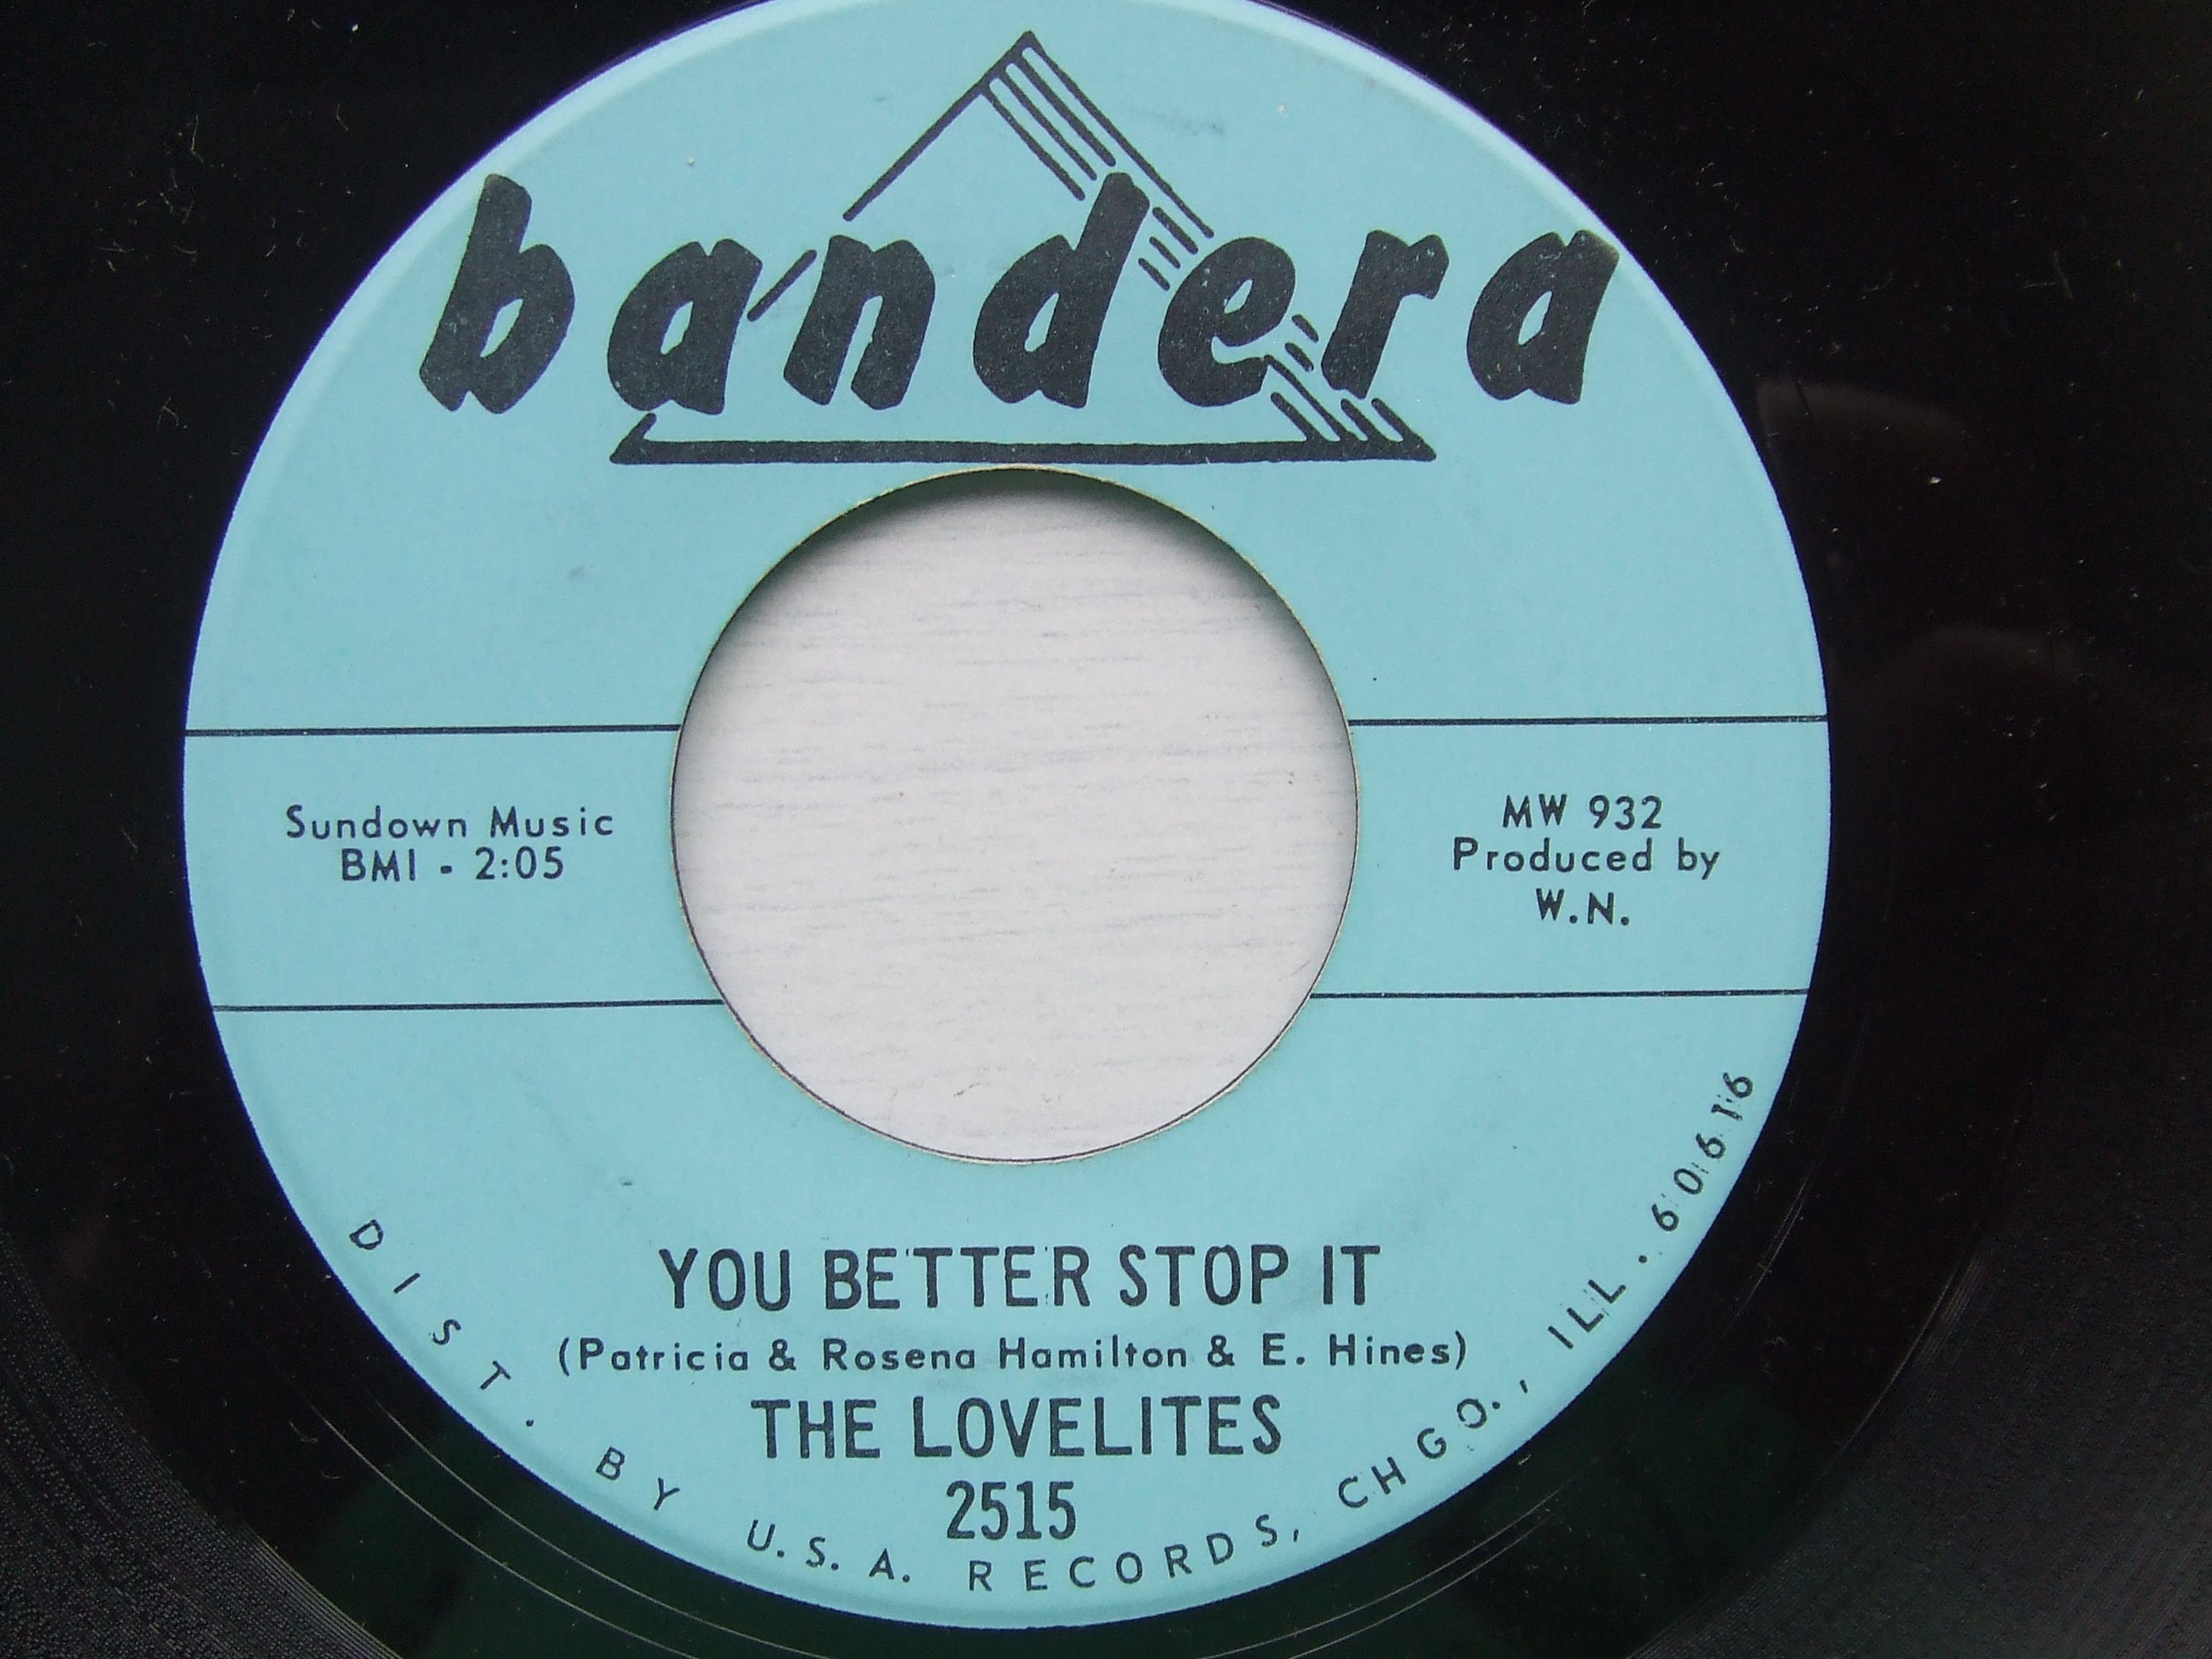 bandera
Sundown Music
BMI - 2:05
MW 932
Produced by
W.N.
YOU BETTER STOP IT
(Patricia & Rosena Hamilton & E. Hines)
THE LOVELITES
2515
DIST. BY U.S.A. RECORDS, CHGO., ILL. 60616